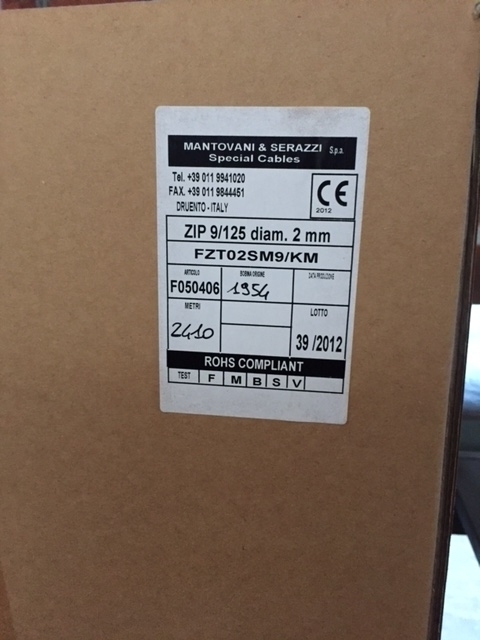 MANTOVANI & SERAZZI S.p.a.
Special Cables
Tel. +39 011 9941020
FAX. +39 011 9844451
DRUENTO - ITALY
CE
2012
ZIP 9/125 diam. 2 mm
FZT02SM9/KM
ARTICOLO BOBINA ORIGINE DATA PRODUZIONE
F050406 1954
METRI LOTTO
2410 39 /2012
ROHS COMPLIANT
TEST F M B S V